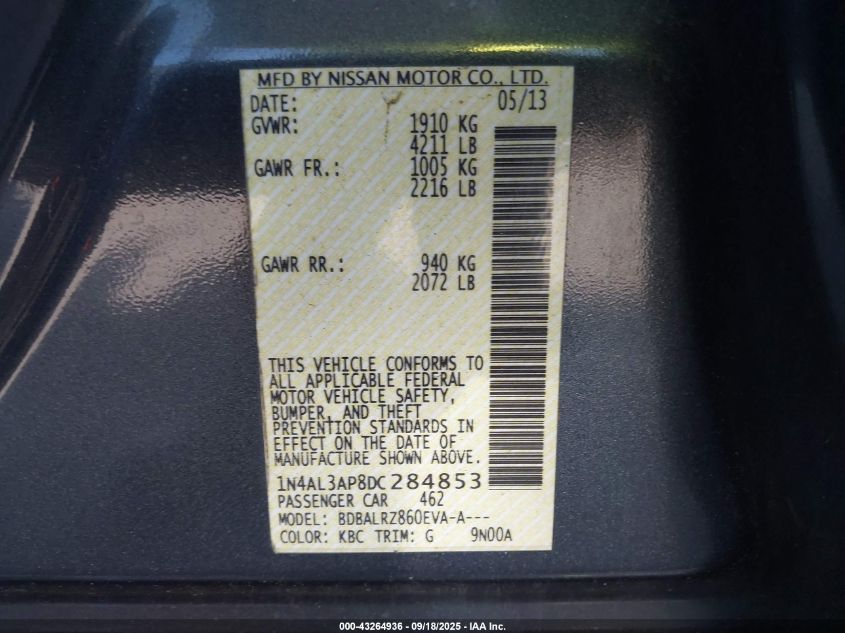 MFD BY NISSAN MOTOR CO., LTD.
DATE: 05/13
GVWR: 1910 KG
4211 LB
GAWR FR.: 1005 KG
2216 LB
GAWR RR.: 940 KG
2072 LB
THIS VEHICLE CONFORMS TO
ALL APPLICABLE FEDERAL
MOTOR VEHICLE SAFETY,
BUMPER, AND THEFT
PREVENTION STANDARDS IN
EFFECT ON THE DATE OF
MANUFACTURE SHOWN ABOVE.
1N4AL3AP8DC284853
PASSENGER CAR 462
MODEL: BDBALRZ860EVA-A---
COLOR: KBC TRIM: G 9N00A
000-43264936 - 09/18/2025 - IAA Inc.